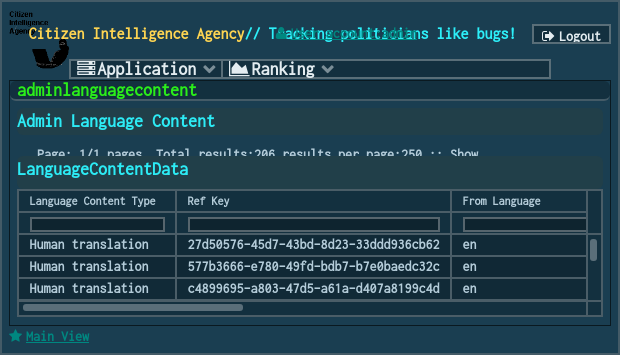 Citizen
Intelligence
Agency
Citizen Intelligence Agency// Tracking politicians like bugs!
Logout
Application
Ranking
adminlanguagecontent
Admin Language Content
Page: 1/1 pages. Total results:206 results per page:250 :: Show
LanguageContentData
Language Content Type Ref Key From Language
Human translation 27d50576-45d7-43bd-8d23-33ddd936cb62 en
Human translation 577b3666-e780-49fd-bdb7-b7e0baedc32c en
Human translation c4899695-a803-47d5-a61a-d407a8199c4d en
Main View